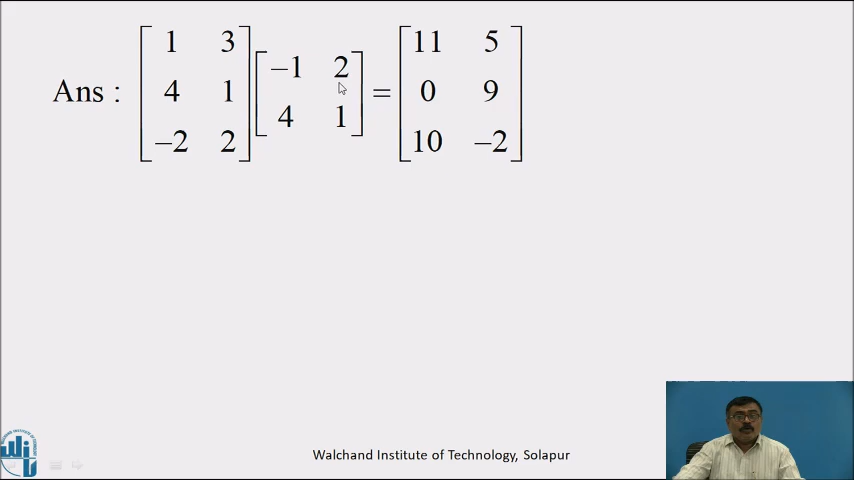 Ans : [1 3; 4 1; –2 2] [–1 2; 4 1] = [11 5; 0 9; 10 –2]
Walchand Institute of Technology, Solapur